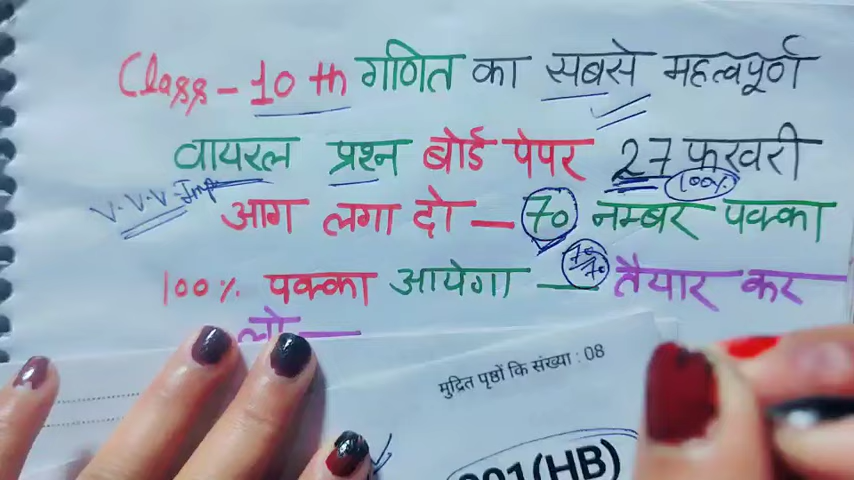 Class - 10 th गणित का सबसे महत्वपूर्ण
वायरल प्रश्न बोर्ड पेपर 27 फरवरी
100%
V.V.V. Imp
आग लगा दो - 70 नम्बर पक्का
70/70
100% पक्का आयेगा - तैयार कर
लो -
मुद्रित पृष्ठों कि संख्या : 08
(HB)